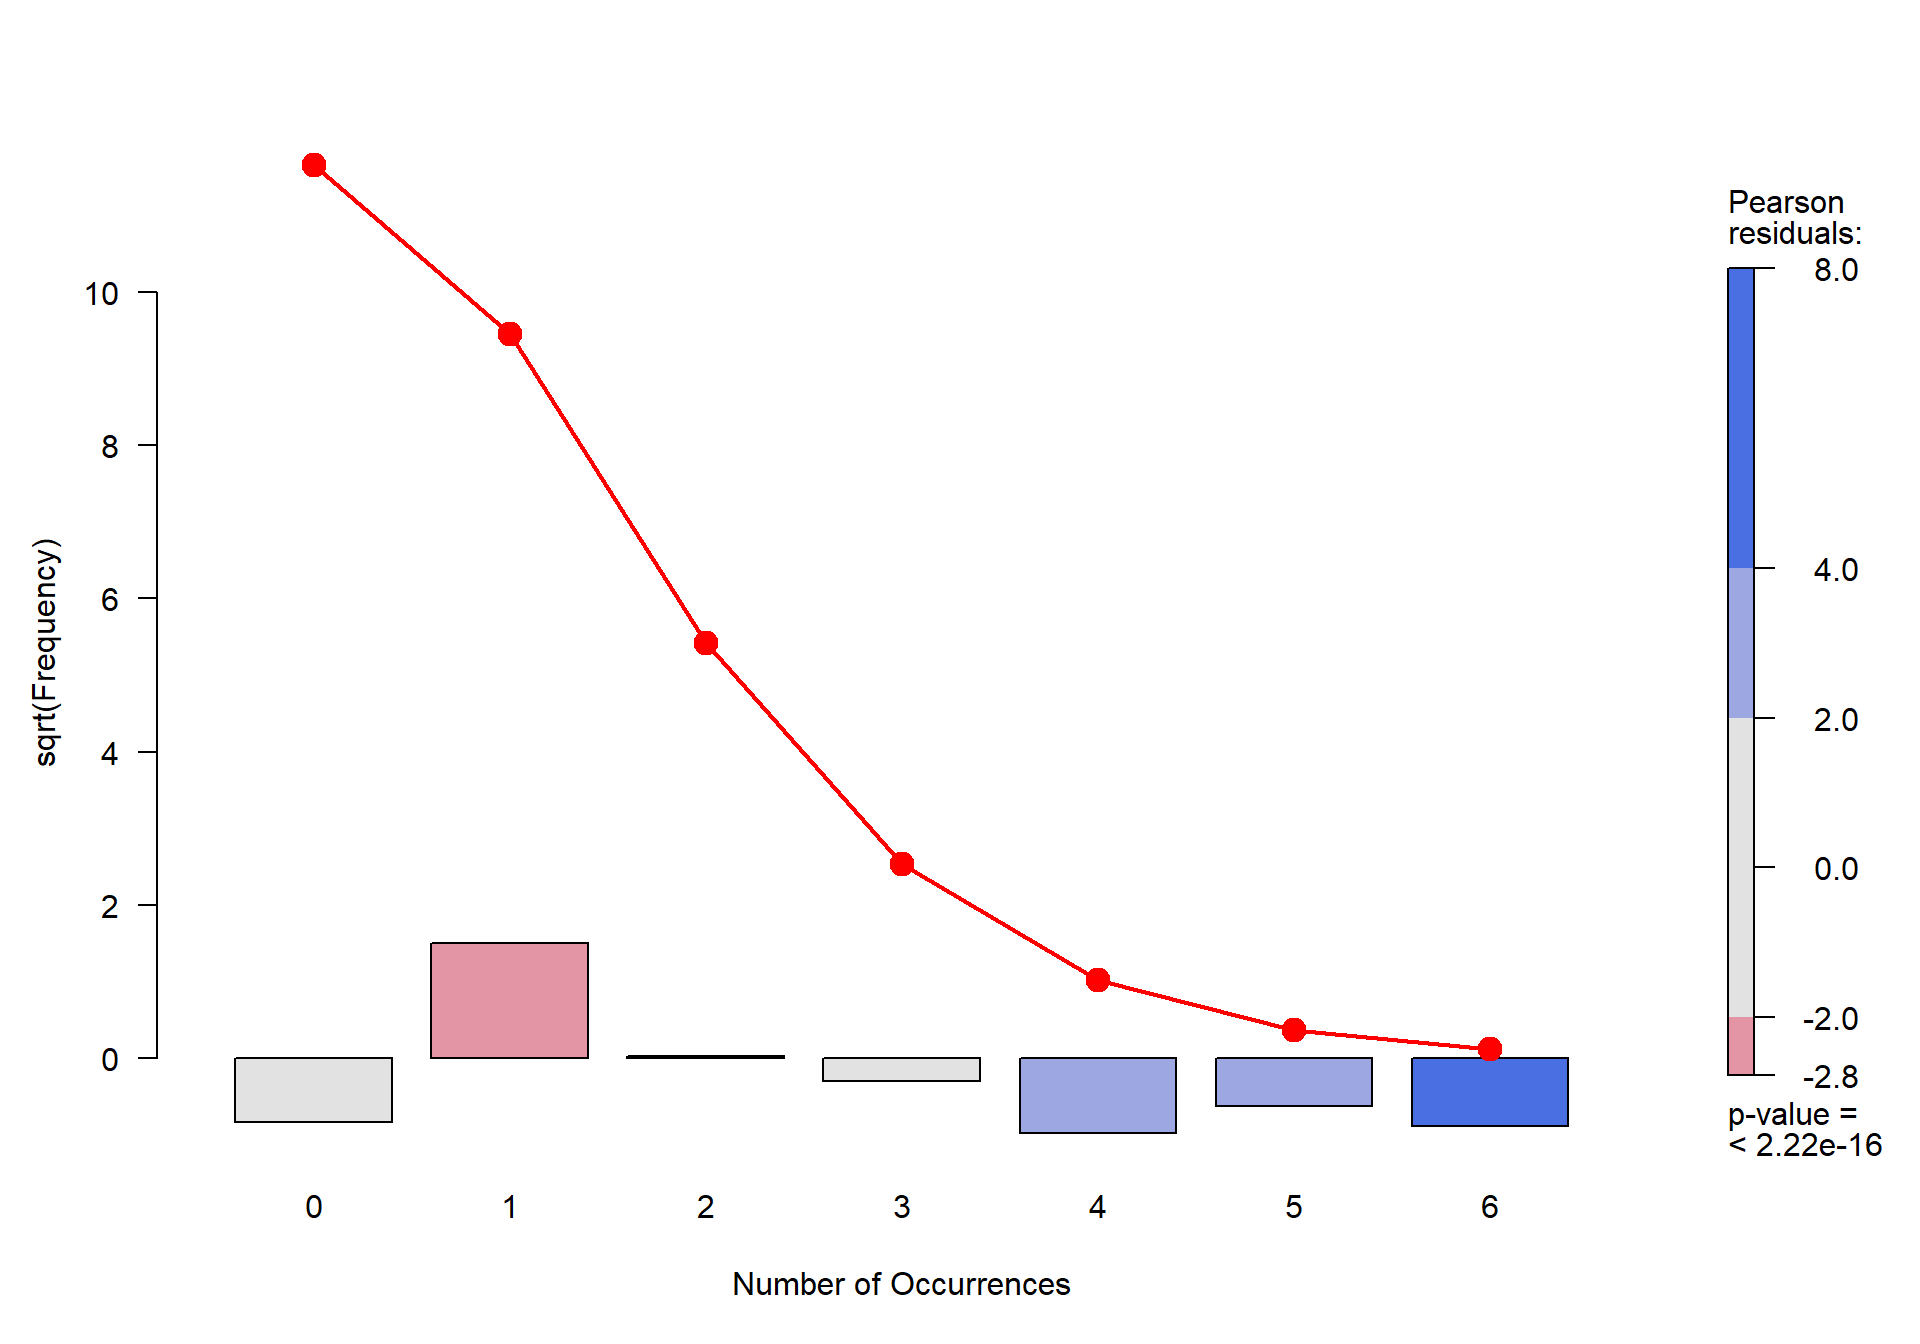 10
8
6
4
2
0
sqrt(Frequency)
0 1 2 3 4 5 6
Number of Occurrences
Pearson
residuals:
8.0
4.0
2.0
0.0
-2.0
-2.8
p-value =
< 2.22e-16